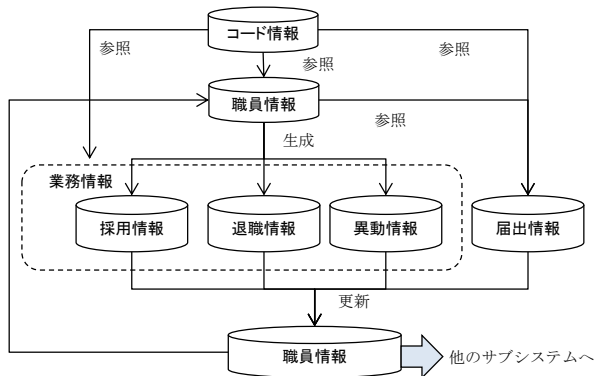 コード情報
参照
参照
参照
職員情報
参照
生成
業務情報
採用情報
退職情報
異動情報
届出情報
更新
職員情報
他のサブシステムへ